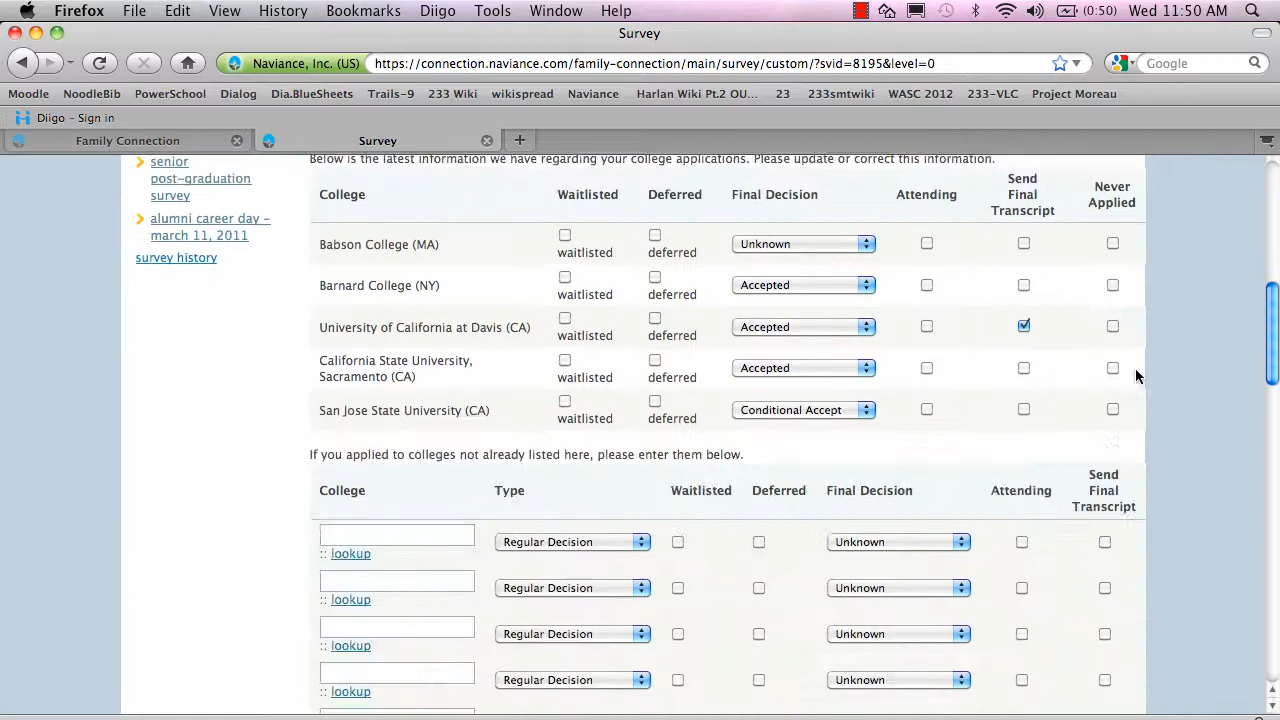 Firefox File Edit View History Bookmarks Diigo Tools Window Help (0:50) Wed 11:50 AM
Survey
Naviance, Inc. (US) https://connection.naviance.com/family-connection/main/survey/custom/?svid=8195&level=0 Google
Moodle NoodleBib PowerSchool Dialog Dia.BlueSheets Trails-9 233 Wiki wikispread Naviance Harlan Wiki Pt.2 OU... 23 233smtwiki WASC 2012 233-VLC Project Moreau
Diigo - Sign in
Family Connection Survey
senior
post-graduation
survey
alumni career day –
march 11, 2011
survey history
Below is the latest information we have regarding your college applications. Please update or correct this information.
College Waitlisted Deferred Final Decision Attending Send Final Transcript Never Applied
Babson College (MA) waitlisted deferred Unknown
Barnard College (NY) waitlisted deferred Accepted
University of California at Davis (CA) waitlisted deferred Accepted
California State University,
Sacramento (CA) waitlisted deferred Accepted
San Jose State University (CA) waitlisted deferred Conditional Accept
If you applied to colleges not already listed here, please enter them below.
College Type Waitlisted Deferred Final Decision Attending Send Final Transcript
Regular Decision Unknown
:: lookup
Regular Decision Unknown
:: lookup
Regular Decision Unknown
:: lookup
Regular Decision Unknown
:: lookup